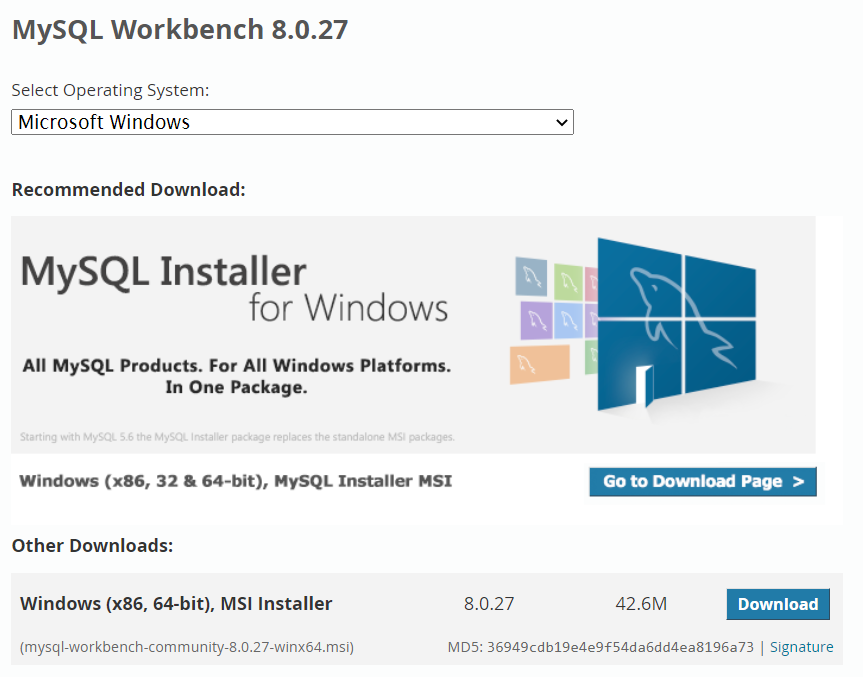 MySQL Workbench 8.0.27
Select Operating System:
Microsoft Windows
Recommended Download:
MySQL Installer
for Windows
All MySQL Products. For All Windows Platforms.
In One Package.
Starting with MySQL 5.6 the MySQL Installer package replaces the standalone MSI packages.
Windows (x86, 32 & 64-bit), MySQL Installer MSI
Go to Download Page >
Other Downloads:
Windows (x86, 64-bit), MSI Installer 8.0.27 42.6M Download
(mysql-workbench-community-8.0.27-winx64.msi) MD5: 36949cdb19e4e9f54da6dd4ea8196a73 | Signature